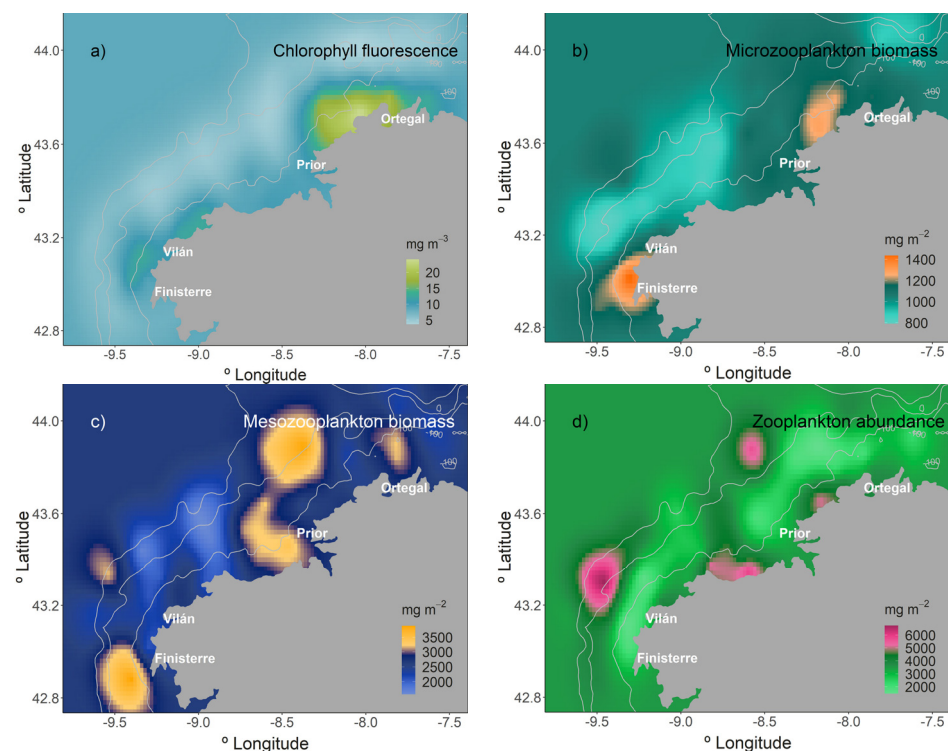 a)
Chlorophyll fluorescence
44.0
43.6
43.2
42.8
º Latitude
Ortegal
Prior
Vilán
Finisterre
-100
mg m⁻³
20
15
10
5
-9.5 -9.0 -8.5 -8.0 -7.5
º Longitude
b)
Microzooplankton biomass
44.0
43.6
43.2
42.8
º Latitude
Ortegal
Prior
Vilán
Finisterre
-100
mg m⁻²
1400
1200
1000
800
-9.5 -9.0 -8.5 -8.0 -7.5
º Longitude
c)
Mesozooplankton biomass
44.0
43.6
43.2
42.8
º Latitude
Ortegal
Prior
Vilán
Finisterre
-100
mg m⁻²
3500
3000
2500
2000
-9.5 -9.0 -8.5 -8.0 -7.5
º Longitude
d)
Zooplankton abundance
44.0
43.6
43.2
42.8
º Latitude
Ortegal
Prior
Vilán
Finisterre
-100
mg m⁻²
6000
5000
4000
3000
2000
-9.5 -9.0 -8.5 -8.0 -7.5
º Longitude